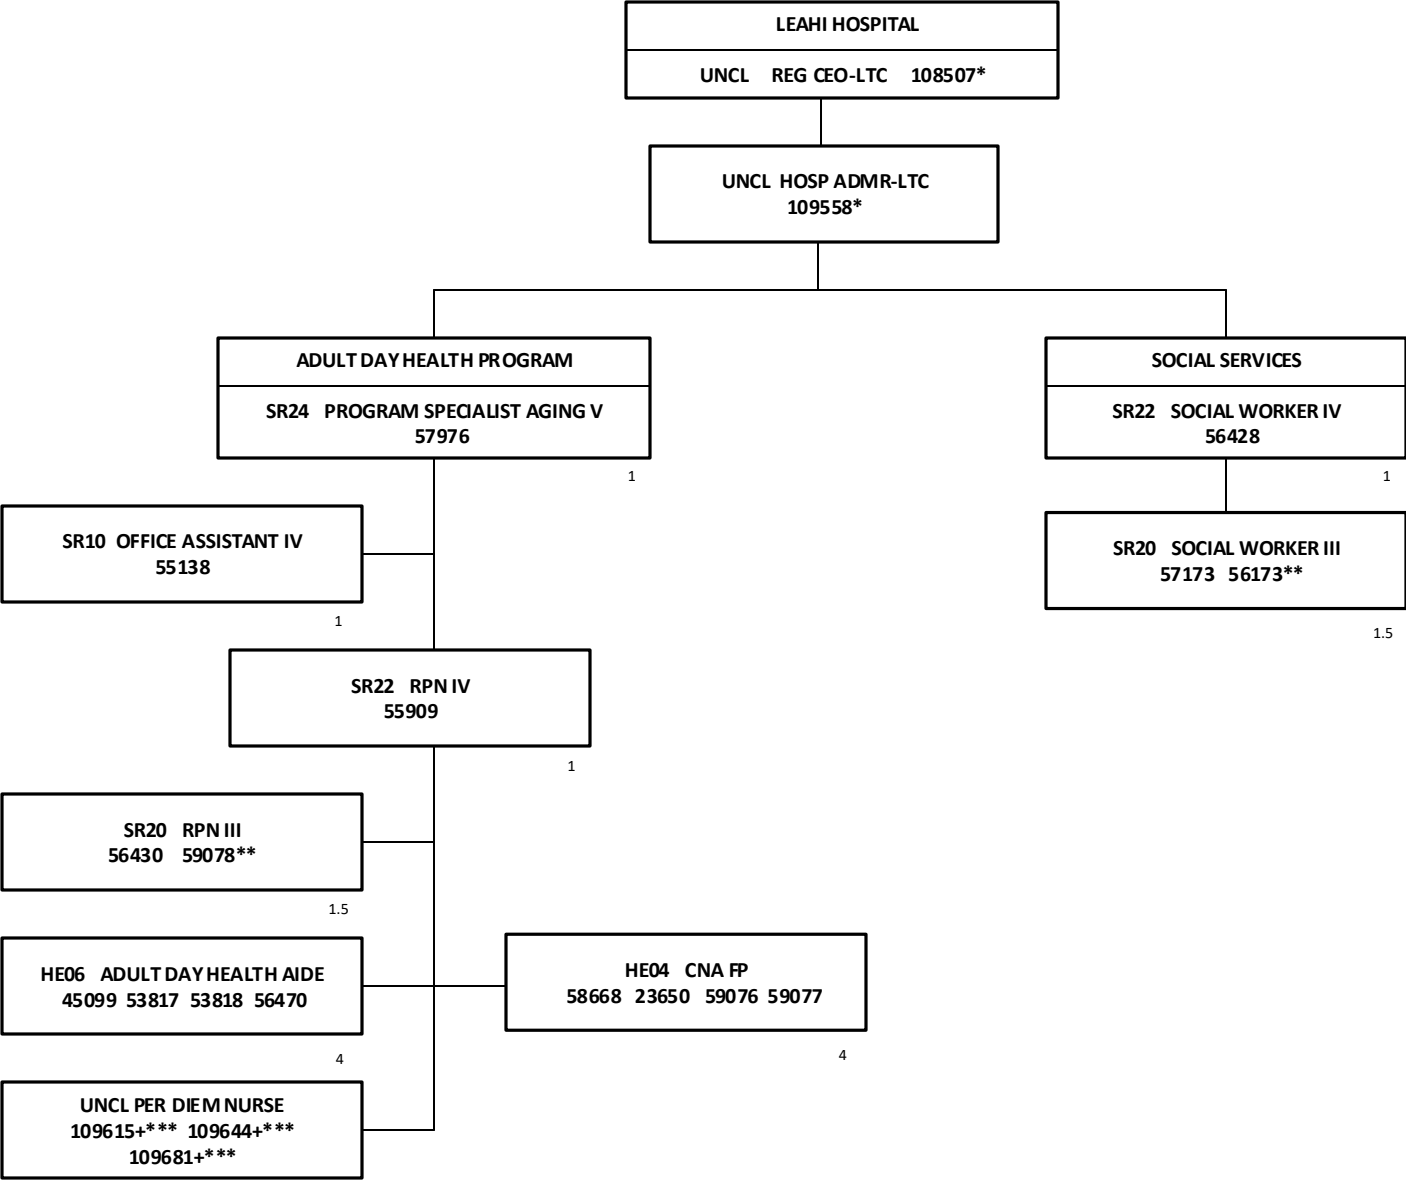 LEAHI HOSPITAL
UNCL REG CEO-LTC 108507*
UNCL HOSP ADMR-LTC
109558*
ADULT DAY HEALTH PROGRAM
SR24 PROGRAM SPECIALIST AGING V
57976
1
SOCIAL SERVICES
SR22 SOCIAL WORKER IV
56428
1
SR10 OFFICE ASSISTANT IV
55138
1
SR20 SOCIAL WORKER III
57173 56173**
1.5
SR22 RPN IV
55909
1
SR20 RPN III
56430 59078**
1.5
HE06 ADULT DAY HEALTH AIDE
45099 53817 53818 56470
4
HE04 CNA FP
58668 23650 59076 59077
4
UNCL PER DIEM NURSE
109615+*** 109644+***
109681+***